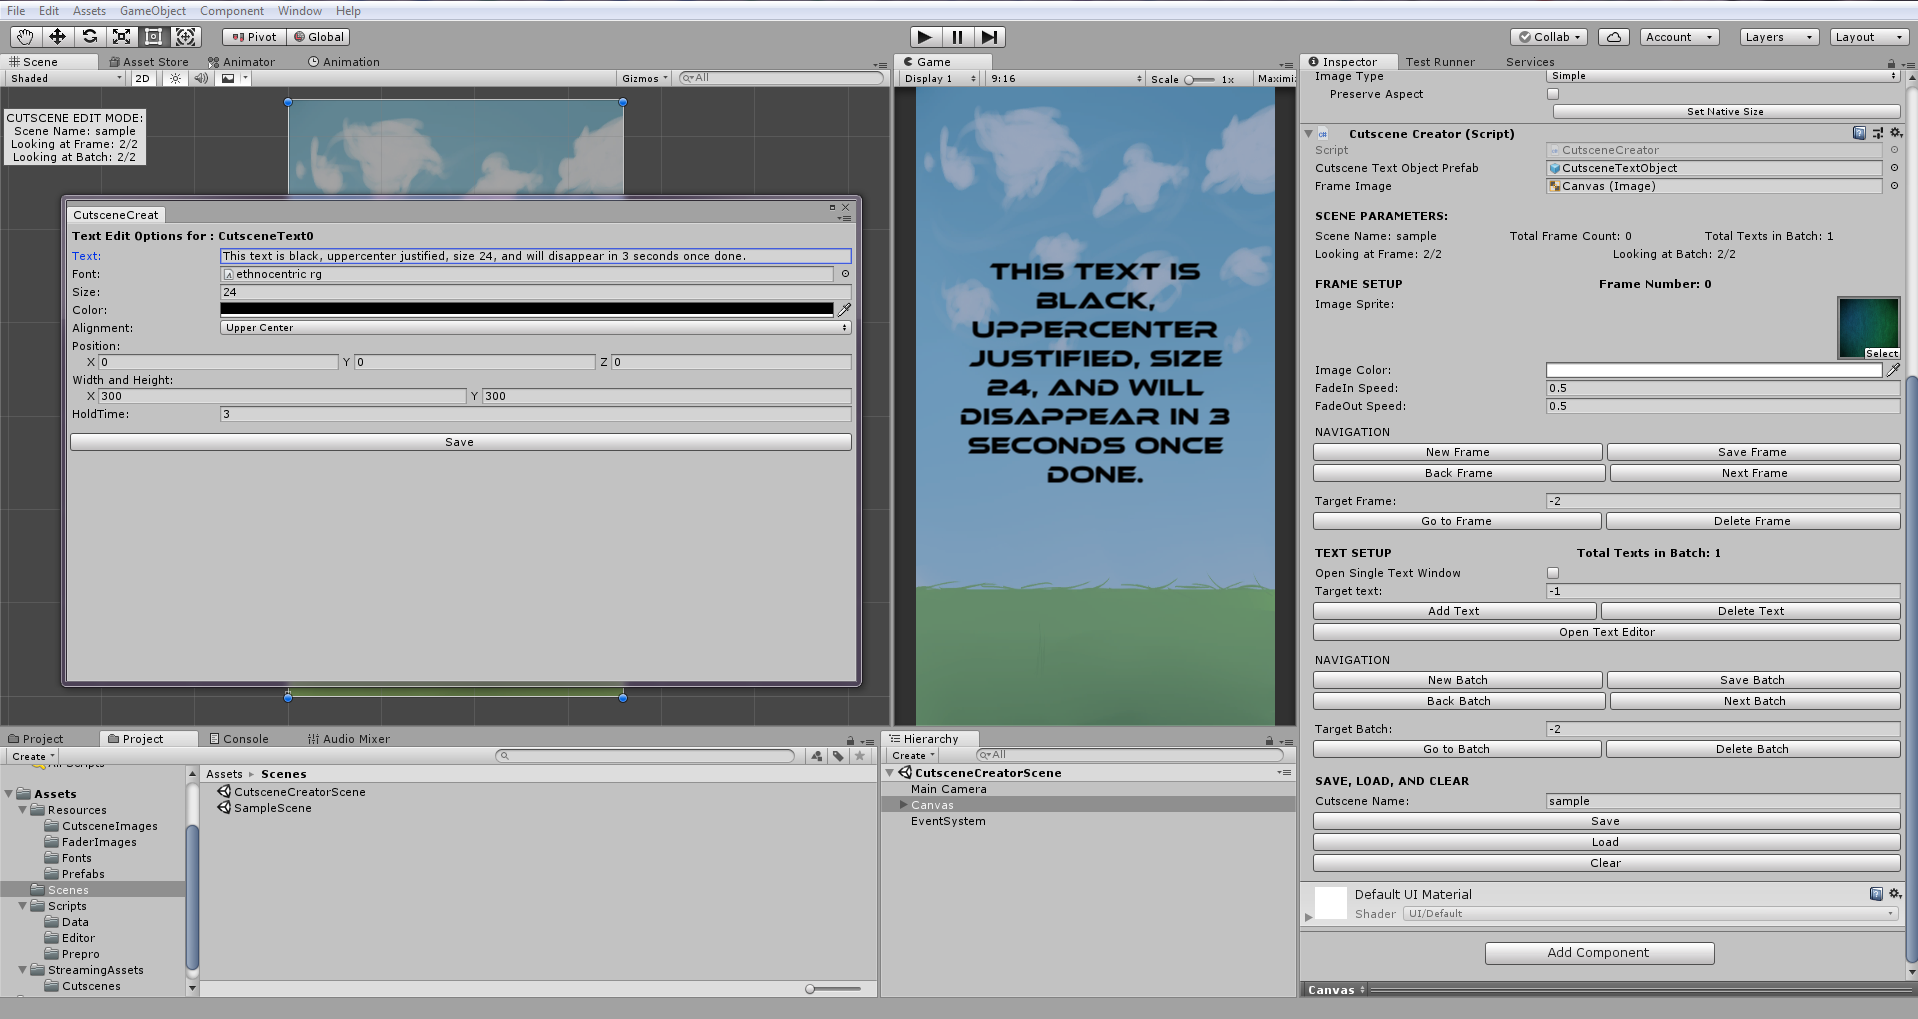 File Edit Assets GameObject Component Window Help
Pivot Global
Collab Account Layers Layout
Scene Asset Store Animator Animation
Shaded 2D Gizmos All
CUTSCENE EDIT MODE:
Scene Name: sample
Looking at Frame: 2/2
Looking at Batch: 2/2
CutsceneCreat
Text Edit Options for : CutsceneText0
Text: This text is black, uppercenter justified, size 24, and will disappear in 3 seconds once done.
Font: ethnocentric rg
Size: 24
Color:
Alignment: Upper Center
Position:
X 0 Y 0 Z 0
Width and Height:
X 300 Y 300
HoldTime: 3
Save
Game
Display 1 9:16 Scale 1x Maximi
THIS TEXT IS
BLACK,
UPPERCENTER
JUSTIFIED, SIZE
24, AND WILL
DISAPPEAR IN 3
SECONDS ONCE
DONE.
Inspector Test Runner Services
Image Type Simple
Preserve Aspect
Set Native Size
Cutscene Creator (Script)
Script CutsceneCreator
Cutscene Text Object Prefab CutsceneTextObject
Frame Image Canvas (Image)
SCENE PARAMETERS:
Scene Name: sample Total Frame Count: 0 Total Texts in Batch: 1
Looking at Frame: 2/2 Looking at Batch: 2/2
FRAME SETUP Frame Number: 0
Image Sprite:
Select
Image Color:
FadeIn Speed: 0.5
FadeOut Speed: 0.5
NAVIGATION
New Frame Save Frame
Back Frame Next Frame
Target Frame: -2
Go to Frame Delete Frame
TEXT SETUP Total Texts in Batch: 1
Open Single Text Window
Target text: -1
Add Text Delete Text
Open Text Editor
NAVIGATION
New Batch Save Batch
Back Batch Next Batch
Target Batch: -2
Go to Batch Delete Batch
SAVE, LOAD, AND CLEAR
Cutscene Name: sample
Save
Load
Clear
Default UI Material
Shader UI/Default
Add Component
Canvas
Project Project Console Audio Mixer
Create
All Scripts
Assets
Resources
CutsceneImages
FaderImages
Fonts
Prefabs
Scenes
Scripts
Data
Editor
Prepro
StreamingAssets
Cutscenes
Assets Scenes
CutsceneCreatorScene
SampleScene
Hierarchy
Create All
CutsceneCreatorScene
Main Camera
Canvas
EventSystem